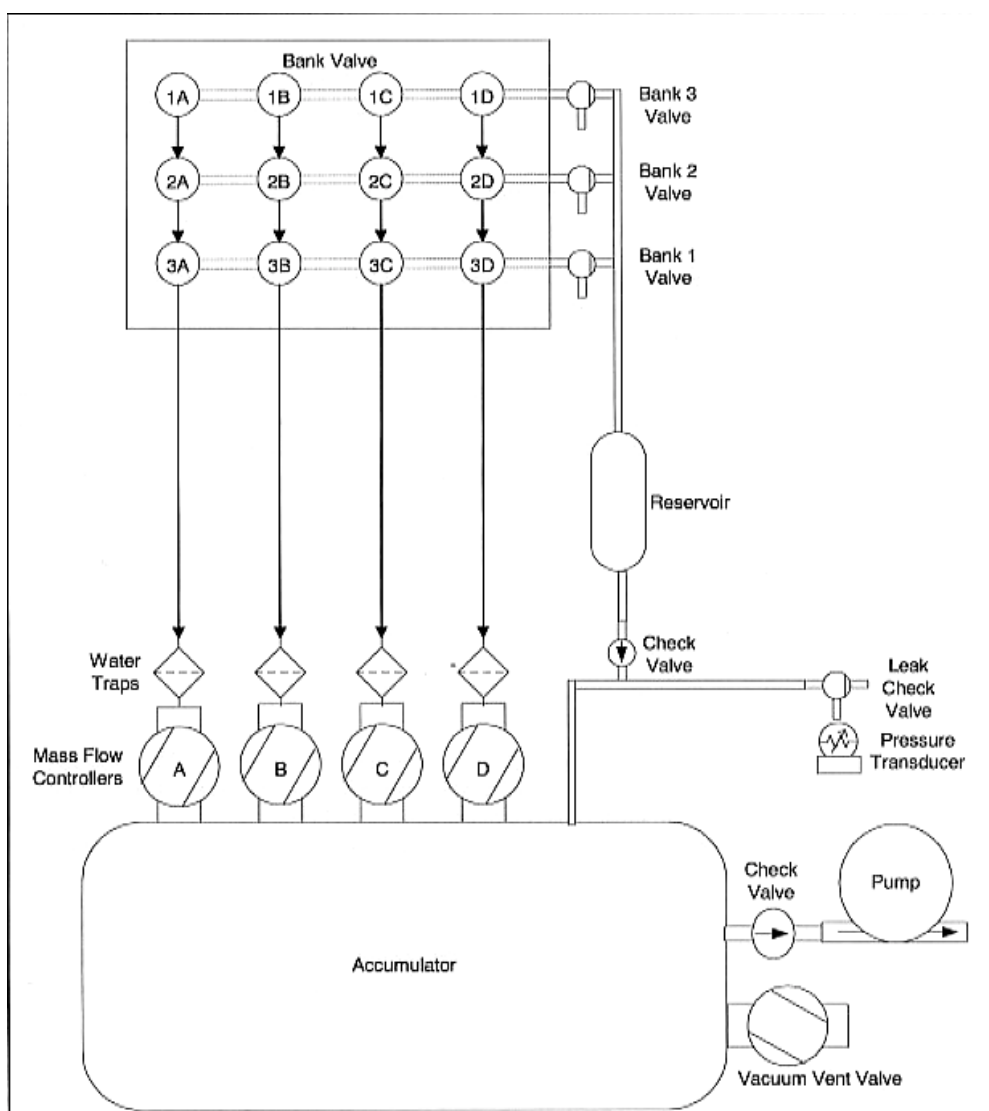 Bank Valve
1A
1B
1C
1D
Bank 3
Valve
2A
2B
2C
2D
Bank 2
Valve
3A
3B
3C
3D
Bank 1
Valve
Reservoir
Water
Traps
Check
Valve
Leak
Check
Valve
Mass Flow
Controllers
A
B
C
D
Pressure
Transducer
Check
Valve
Pump
Accumulator
Vacuum Vent Valve